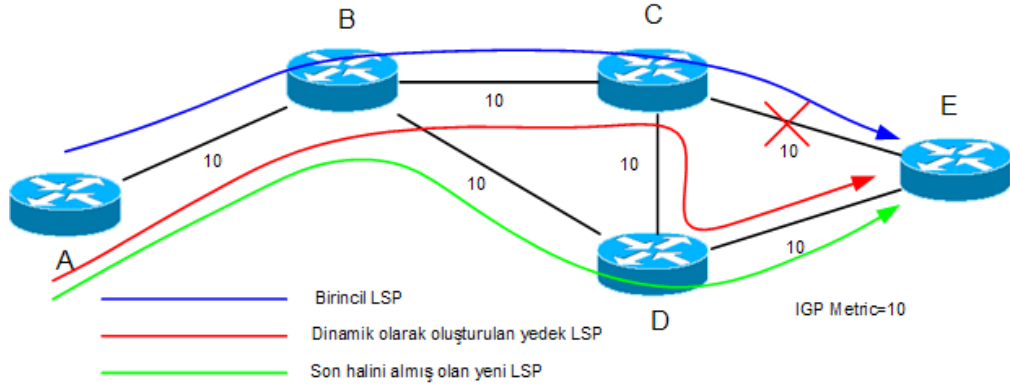 B
C
E
10
10
10
10
10
10
A
D
IGP Metric=10
Birincil LSP
Dinamik olarak oluşturulan yedek LSP
Son halini almış olan yeni LSP